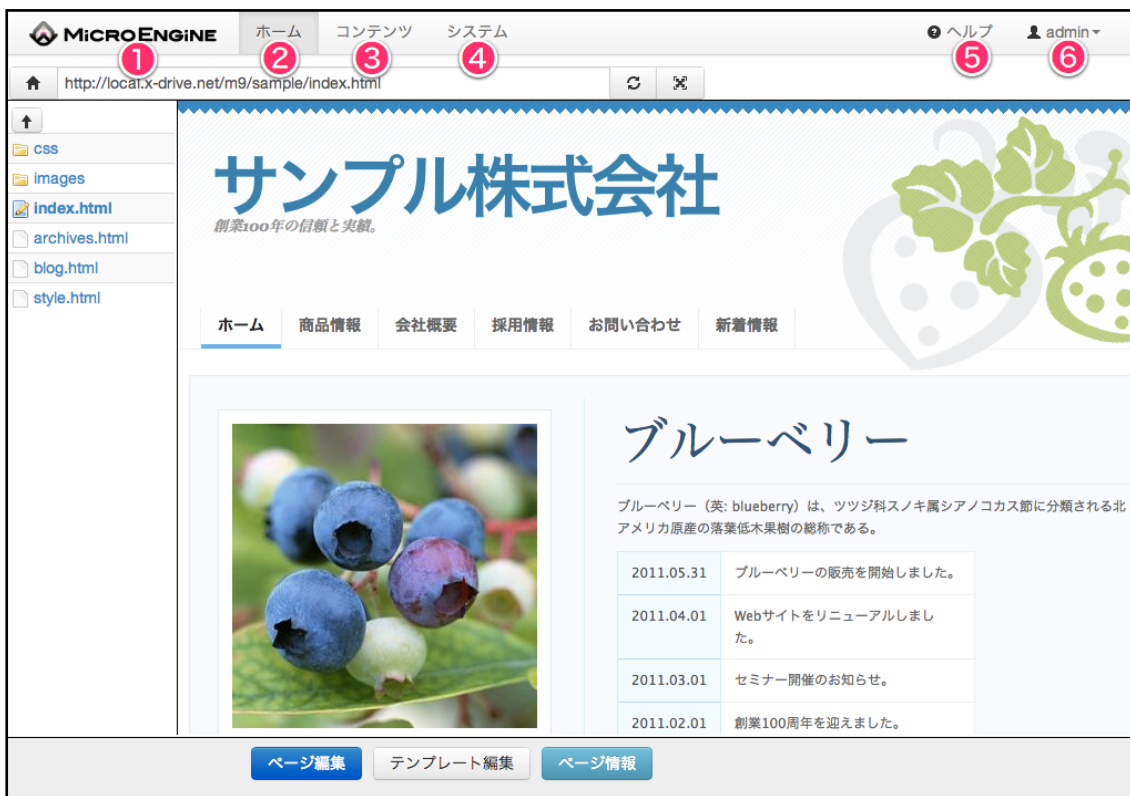 MiCROENGiNE ホーム コンテンツ システム ヘルプ admin
1 2 3 4 5 6
http://local.x-drive.net/m9/sample/index.html
css
images
index.html
archives.html
blog.html
style.html
サンプル株式会社
創業100年の信頼と実績。
ホーム 商品情報 会社概要 採用情報 お問い合わせ 新着情報
ブルーベリー
ブルーベリー（英: blueberry）は、ツツジ科スノキ属シアノコカス節に分類される北
アメリカ原産の落葉低木果樹の総称である。
2011.05.31 ブルーベリーの販売を開始しました。
2011.04.01 Webサイトをリニューアルしまし
た。
2011.03.01 セミナー開催のお知らせ。
2011.02.01 創業100周年を迎えました。
ページ編集 テンプレート編集 ページ情報